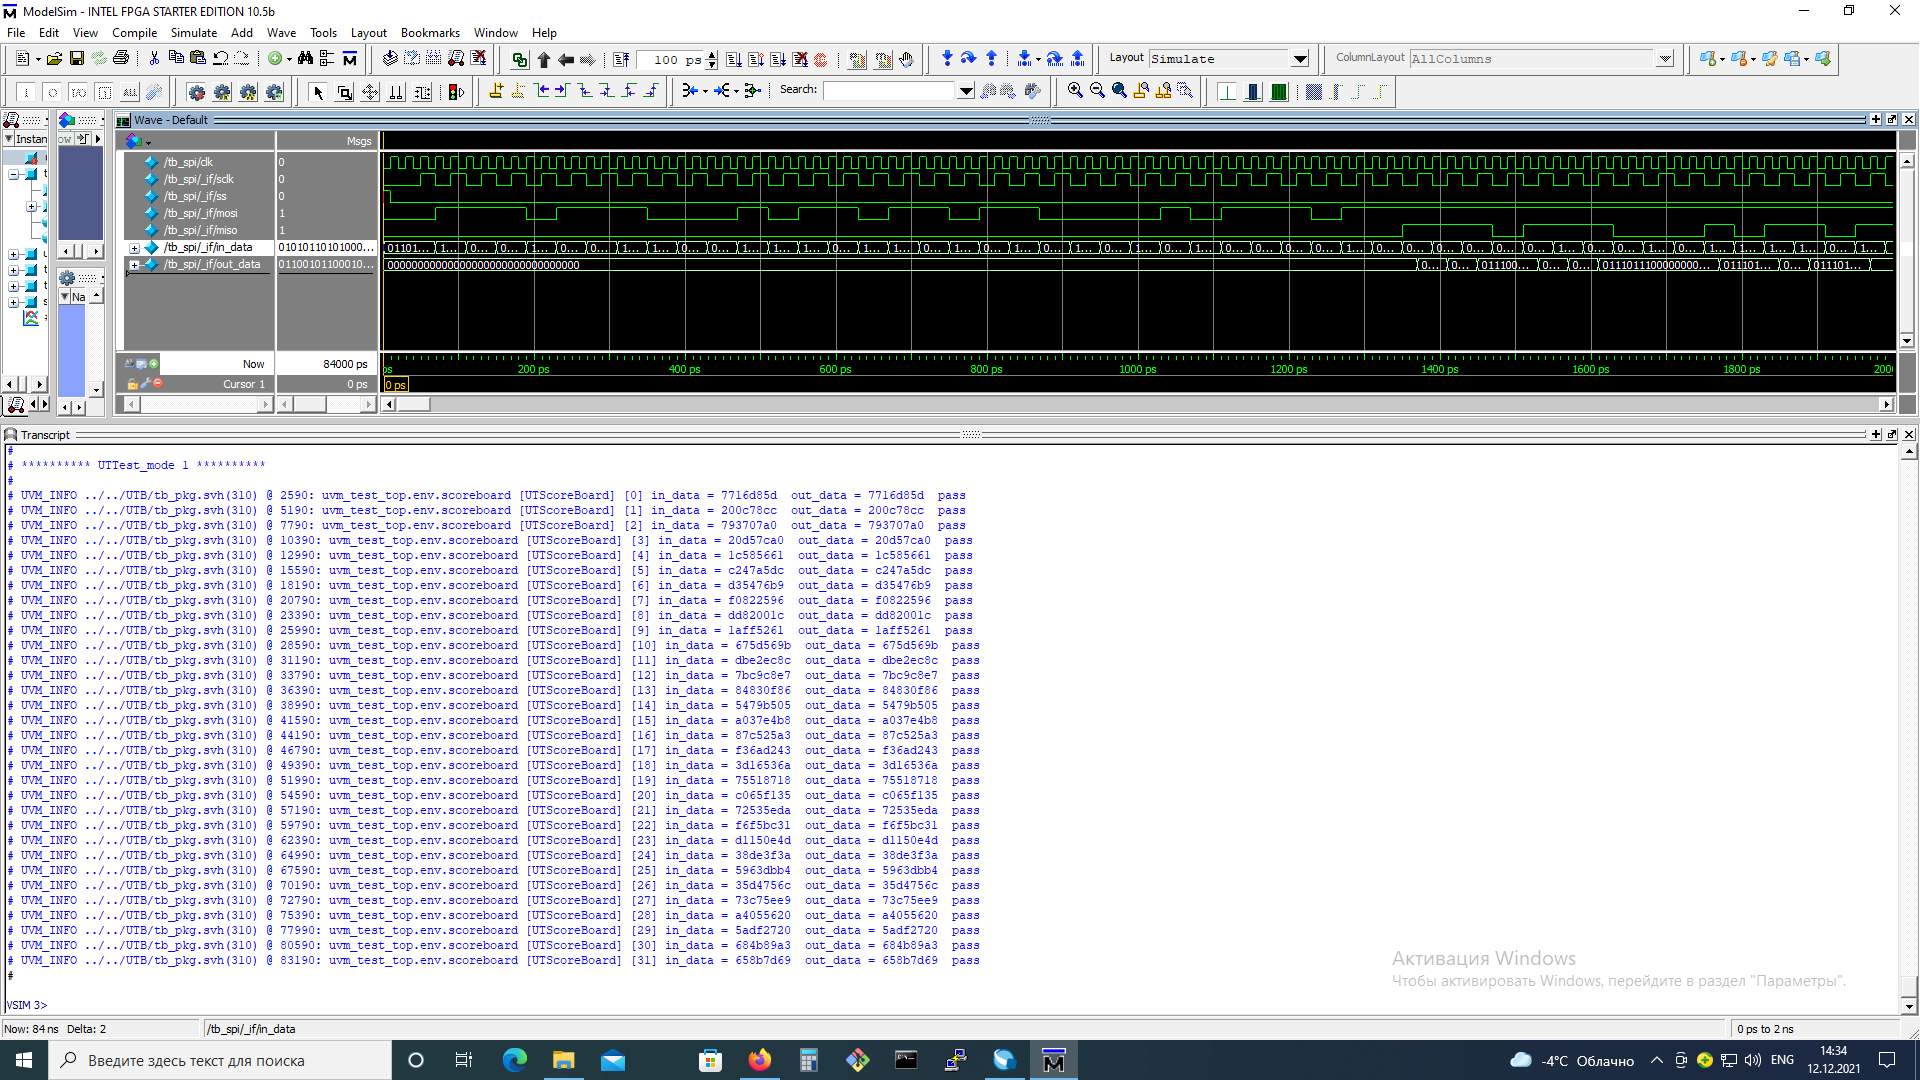 ModelSim - INTEL FPGA STARTER EDITION 10.5b
File Edit View Compile Simulate Add Wave Tools Layout Bookmarks Window Help
100 ps
Layout Simulate
ColumnLayout AllColumns
Search:
Wave - Default
Instan
Msgs
/tb_spi/clk 0
/tb_spi/_if/sclk 0
/tb_spi/_if/ss 0
/tb_spi/_if/mosi 1
/tb_spi/_if/miso 1
/tb_spi/_if/in_data 01010110101000...
/tb_spi/_if/out_data 01100101100010... 00000000000000000000000000000000
Na
Now 84000 ps
200 ps 400 ps 600 ps 800 ps 1000 ps 1200 ps 1400 ps 1600 ps 1800 ps
Cursor 1 0 ps 0 ps
Transcript
#
# ********** UTTest_mode 1 **********
#
# UVM_INFO ../../UTB/tb_pkg.svh(310) @ 2590: uvm_test_top.env.scoreboard [UTScoreBoard] [0] in_data = 7716d85d out_data = 7716d85d pass
# UVM_INFO ../../UTB/tb_pkg.svh(310) @ 5190: uvm_test_top.env.scoreboard [UTScoreBoard] [1] in_data = 200c78cc out_data = 200c78cc pass
# UVM_INFO ../../UTB/tb_pkg.svh(310) @ 7790: uvm_test_top.env.scoreboard [UTScoreBoard] [2] in_data = 793707a0 out_data = 793707a0 pass
# UVM_INFO ../../UTB/tb_pkg.svh(310) @ 10390: uvm_test_top.env.scoreboard [UTScoreBoard] [3] in_data = 20d57ca0 out_data = 20d57ca0 pass
# UVM_INFO ../../UTB/tb_pkg.svh(310) @ 12990: uvm_test_top.env.scoreboard [UTScoreBoard] [4] in_data = 1c585661 out_data = 1c585661 pass
# UVM_INFO ../../UTB/tb_pkg.svh(310) @ 15590: uvm_test_top.env.scoreboard [UTScoreBoard] [5] in_data = c247a5dc out_data = c247a5dc pass
# UVM_INFO ../../UTB/tb_pkg.svh(310) @ 18190: uvm_test_top.env.scoreboard [UTScoreBoard] [6] in_data = d35476b9 out_data = d35476b9 pass
# UVM_INFO ../../UTB/tb_pkg.svh(310) @ 20790: uvm_test_top.env.scoreboard [UTScoreBoard] [7] in_data = f0822596 out_data = f0822596 pass
# UVM_INFO ../../UTB/tb_pkg.svh(310) @ 23390: uvm_test_top.env.scoreboard [UTScoreBoard] [8] in_data = dd82001c out_data = dd82001c pass
# UVM_INFO ../../UTB/tb_pkg.svh(310) @ 25990: uvm_test_top.env.scoreboard [UTScoreBoard] [9] in_data = 1aff5261 out_data = 1aff5261 pass
# UVM_INFO ../../UTB/tb_pkg.svh(310) @ 28590: uvm_test_top.env.scoreboard [UTScoreBoard] [10] in_data = 675d569b out_data = 675d569b pass
# UVM_INFO ../../UTB/tb_pkg.svh(310) @ 31190: uvm_test_top.env.scoreboard [UTScoreBoard] [11] in_data = dbe2ec8c out_data = dbe2ec8c pass
# UVM_INFO ../../UTB/tb_pkg.svh(310) @ 33790: uvm_test_top.env.scoreboard [UTScoreBoard] [12] in_data = 7bc9c8e7 out_data = 7bc9c8e7 pass
# UVM_INFO ../../UTB/tb_pkg.svh(310) @ 36390: uvm_test_top.env.scoreboard [UTScoreBoard] [13] in_data = 84830f86 out_data = 84830f86 pass
# UVM_INFO ../../UTB/tb_pkg.svh(310) @ 38990: uvm_test_top.env.scoreboard [UTScoreBoard] [14] in_data = 5479b505 out_data = 5479b505 pass
# UVM_INFO ../../UTB/tb_pkg.svh(310) @ 41590: uvm_test_top.env.scoreboard [UTScoreBoard] [15] in_data = a037e4b8 out_data = a037e4b8 pass
# UVM_INFO ../../UTB/tb_pkg.svh(310) @ 44190: uvm_test_top.env.scoreboard [UTScoreBoard] [16] in_data = 87c525a3 out_data = 87c525a3 pass
# UVM_INFO ../../UTB/tb_pkg.svh(310) @ 46790: uvm_test_top.env.scoreboard [UTScoreBoard] [17] in_data = f36ad243 out_data = f36ad243 pass
# UVM_INFO ../../UTB/tb_pkg.svh(310) @ 49390: uvm_test_top.env.scoreboard [UTScoreBoard] [18] in_data = 3d16536a out_data = 3d16536a pass
# UVM_INFO ../../UTB/tb_pkg.svh(310) @ 51990: uvm_test_top.env.scoreboard [UTScoreBoard] [19] in_data = 75518718 out_data = 75518718 pass
# UVM_INFO ../../UTB/tb_pkg.svh(310) @ 54590: uvm_test_top.env.scoreboard [UTScoreBoard] [20] in_data = c065f135 out_data = c065f135 pass
# UVM_INFO ../../UTB/tb_pkg.svh(310) @ 57190: uvm_test_top.env.scoreboard [UTScoreBoard] [21] in_data = 72535eda out_data = 72535eda pass
# UVM_INFO ../../UTB/tb_pkg.svh(310) @ 59790: uvm_test_top.env.scoreboard [UTScoreBoard] [22] in_data = f6f5bc31 out_data = f6f5bc31 pass
# UVM_INFO ../../UTB/tb_pkg.svh(310) @ 62390: uvm_test_top.env.scoreboard [UTScoreBoard] [23] in_data = d1150e4d out_data = d1150e4d pass
# UVM_INFO ../../UTB/tb_pkg.svh(310) @ 64990: uvm_test_top.env.scoreboard [UTScoreBoard] [24] in_data = 38de3f3a out_data = 38de3f3a pass
# UVM_INFO ../../UTB/tb_pkg.svh(310) @ 67590: uvm_test_top.env.scoreboard [UTScoreBoard] [25] in_data = 5963dbb4 out_data = 5963dbb4 pass
# UVM_INFO ../../UTB/tb_pkg.svh(310) @ 70190: uvm_test_top.env.scoreboard [UTScoreBoard] [26] in_data = 35d4756c out_data = 35d4756c pass
# UVM_INFO ../../UTB/tb_pkg.svh(310) @ 72790: uvm_test_top.env.scoreboard [UTScoreBoard] [27] in_data = 73c75ee9 out_data = 73c75ee9 pass
# UVM_INFO ../../UTB/tb_pkg.svh(310) @ 75390: uvm_test_top.env.scoreboard [UTScoreBoard] [28] in_data = a4055620 out_data = a4055620 pass
# UVM_INFO ../../UTB/tb_pkg.svh(310) @ 77990: uvm_test_top.env.scoreboard [UTScoreBoard] [29] in_data = 5adf2720 out_data = 5adf2720 pass
# UVM_INFO ../../UTB/tb_pkg.svh(310) @ 80590: uvm_test_top.env.scoreboard [UTScoreBoard] [30] in_data = 684b89a3 out_data = 684b89a3 pass
# UVM_INFO ../../UTB/tb_pkg.svh(310) @ 83190: uvm_test_top.env.scoreboard [UTScoreBoard] [31] in_data = 658b7d69 out_data = 658b7d69 pass
#
Активация Windows
Чтобы активировать Windows, перейдите в раздел "Параметры".
VSIM 3>
Now: 84 ns Delta: 2 /tb_spi/_if/in_data 0 ps to 2 ns
Введите здесь текст для поиска
-4°C Облачно
ENG
14:34
12.12.2021